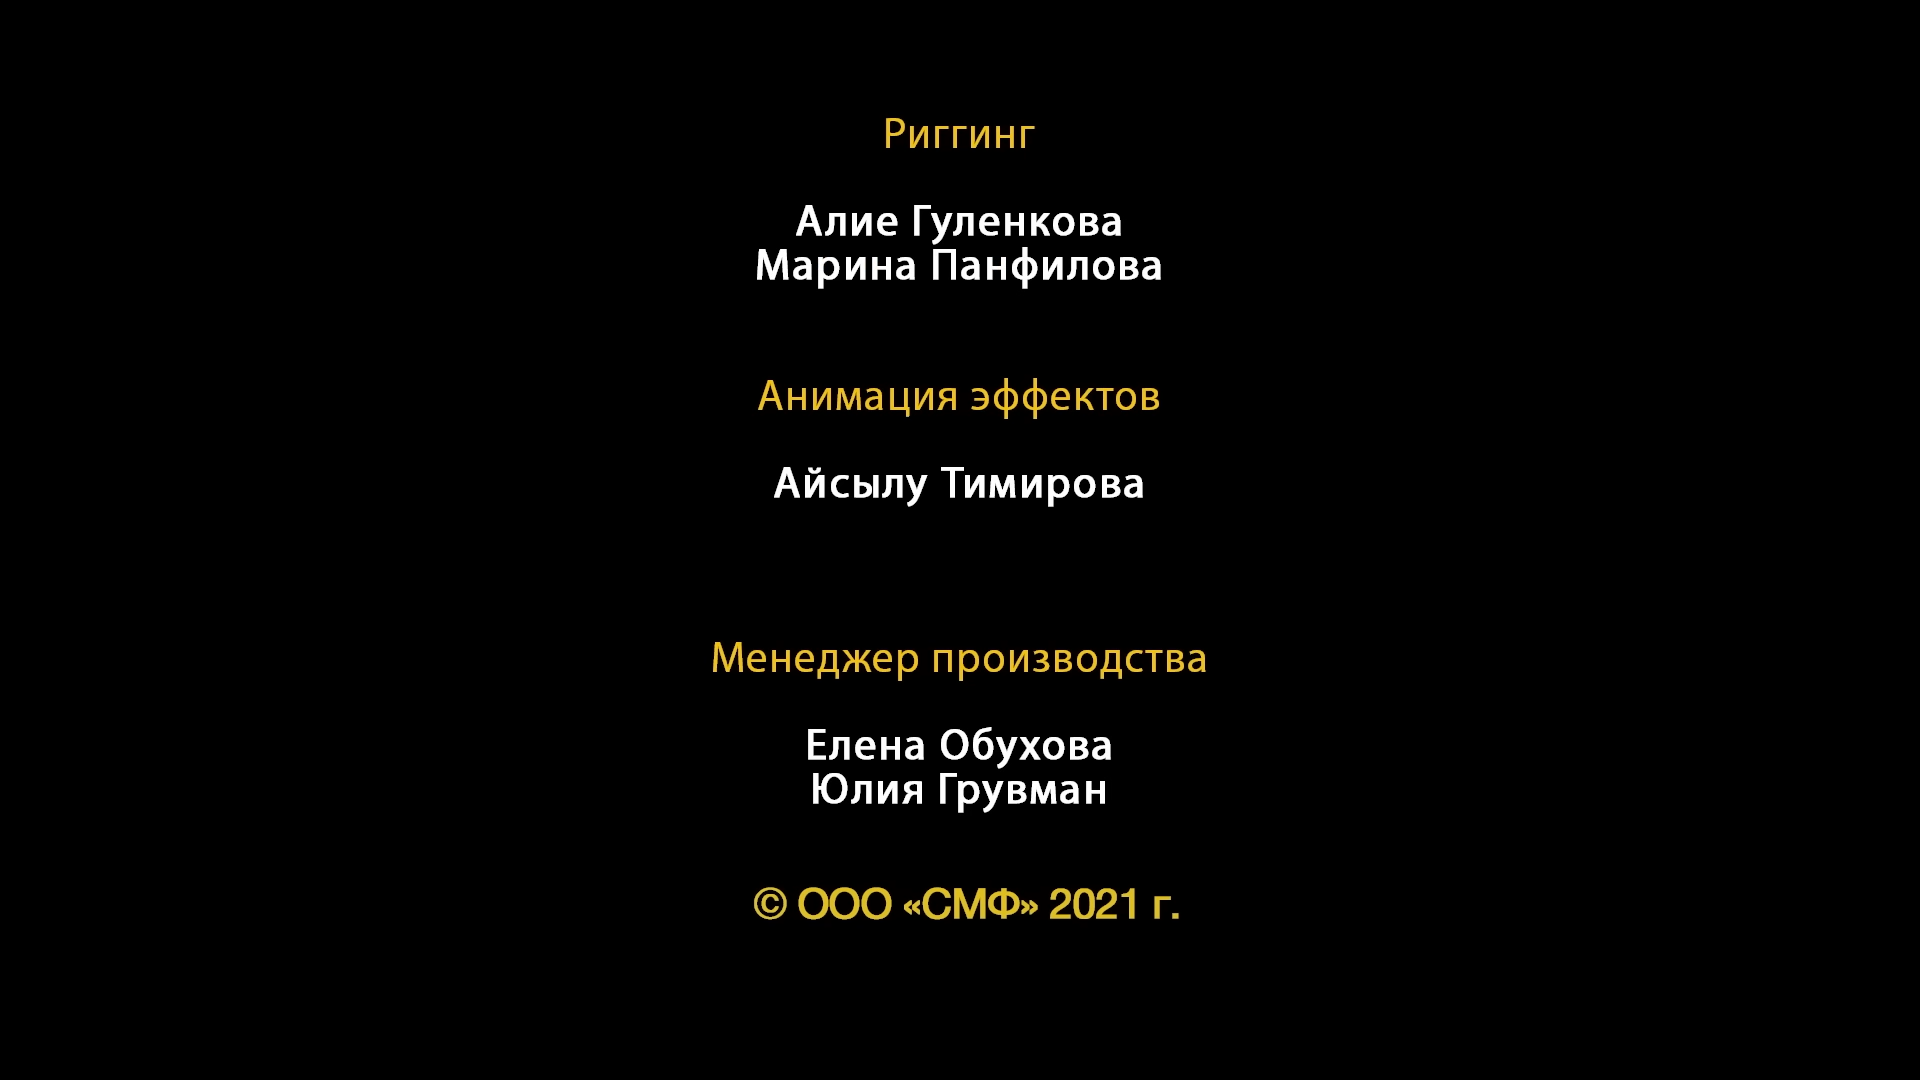 Риггинг
Алие Гуленкова
Марина Панфилова
Анимация эффектов
Айсылу Тимирова
Менеджер производства
Елена Обухова
Юлия Грувман
© ООО «СМФ» 2021 г.